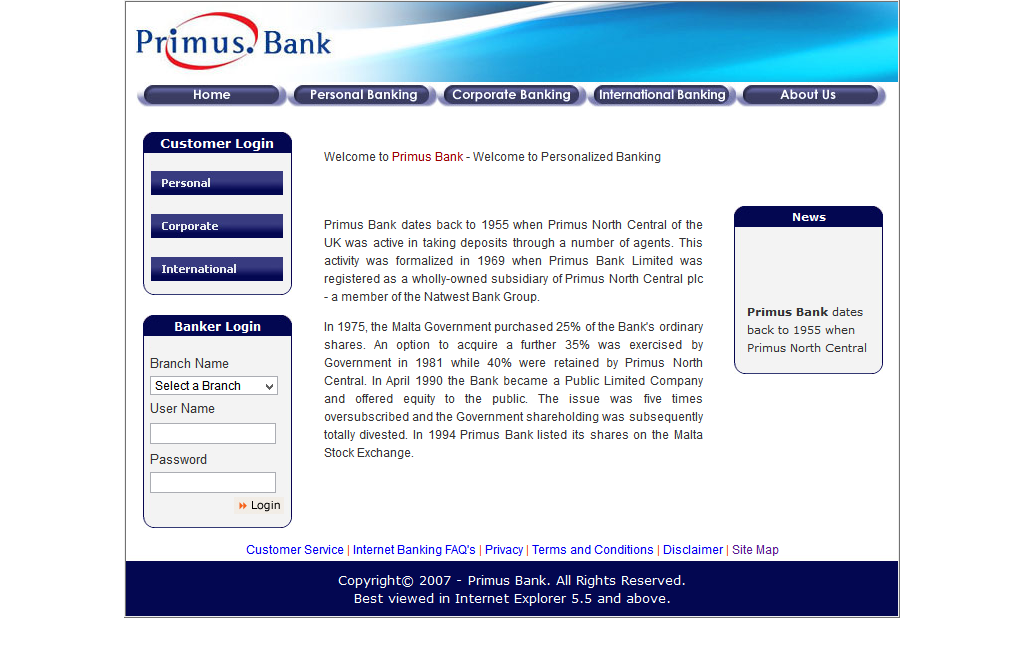 Primus. Bank
Home
Personal Banking
Corporate Banking
International Banking
About Us
Customer Login
Personal
Corporate
International
Banker Login
Branch Name
Select a Branch
User Name
Password
Login
Welcome to Primus Bank - Welcome to Personalized Banking
Primus Bank dates back to 1955 when Primus North Central of the
UK was active in taking deposits through a number of agents. This
activity was formalized in 1969 when Primus Bank Limited was
registered as a wholly-owned subsidiary of Primus North Central plc
- a member of the Natwest Bank Group.
In 1975, the Malta Government purchased 25% of the Bank's ordinary
shares. An option to acquire a further 35% was exercised by
Government in 1981 while 40% were retained by Primus North
Central. In April 1990 the Bank became a Public Limited Company
and offered equity to the public. The issue was five times
oversubscribed and the Government shareholding was subsequently
totally divested. In 1994 Primus Bank listed its shares on the Malta
Stock Exchange.
News
Primus Bank dates
back to 1955 when
Primus North Central
Customer Service | Internet Banking FAQ's | Privacy | Terms and Conditions | Disclaimer | Site Map
Copyright© 2007 - Primus Bank. All Rights Reserved.
Best viewed in Internet Explorer 5.5 and above.